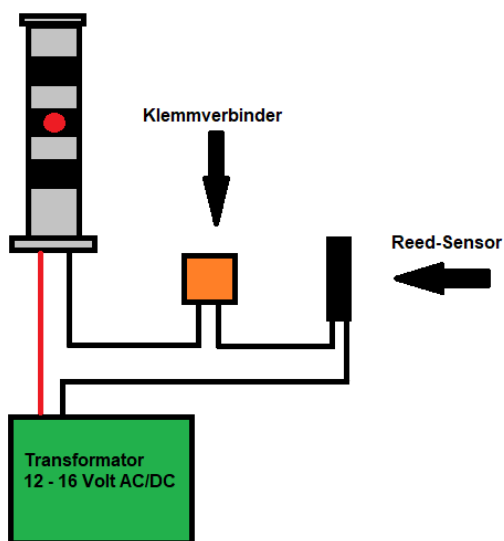 Klemmverbinder
Reed-Sensor
Transformator
12 - 16 Volt AC/DC